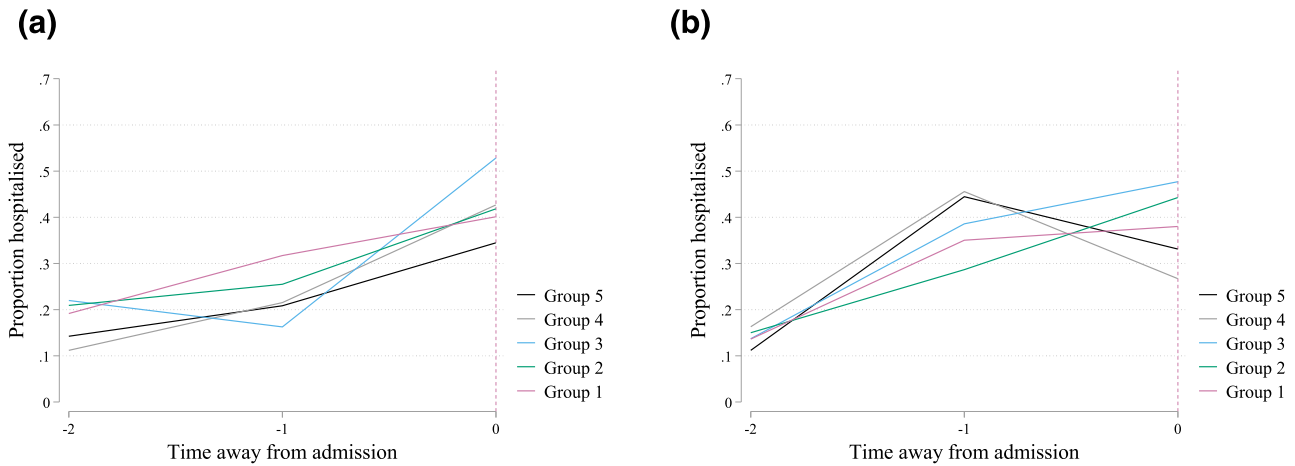 (a)
Proportion hospitalised
.7
.6
.5
.4
.3
.2
.1
0
-2
-1
0
Time away from admission
Group 5
Group 4
Group 3
Group 2
Group 1
(b)
Proportion hospitalised
.7
.6
.5
.4
.3
.2
.1
0
-2
-1
0
Time away from admission
Group 5
Group 4
Group 3
Group 2
Group 1